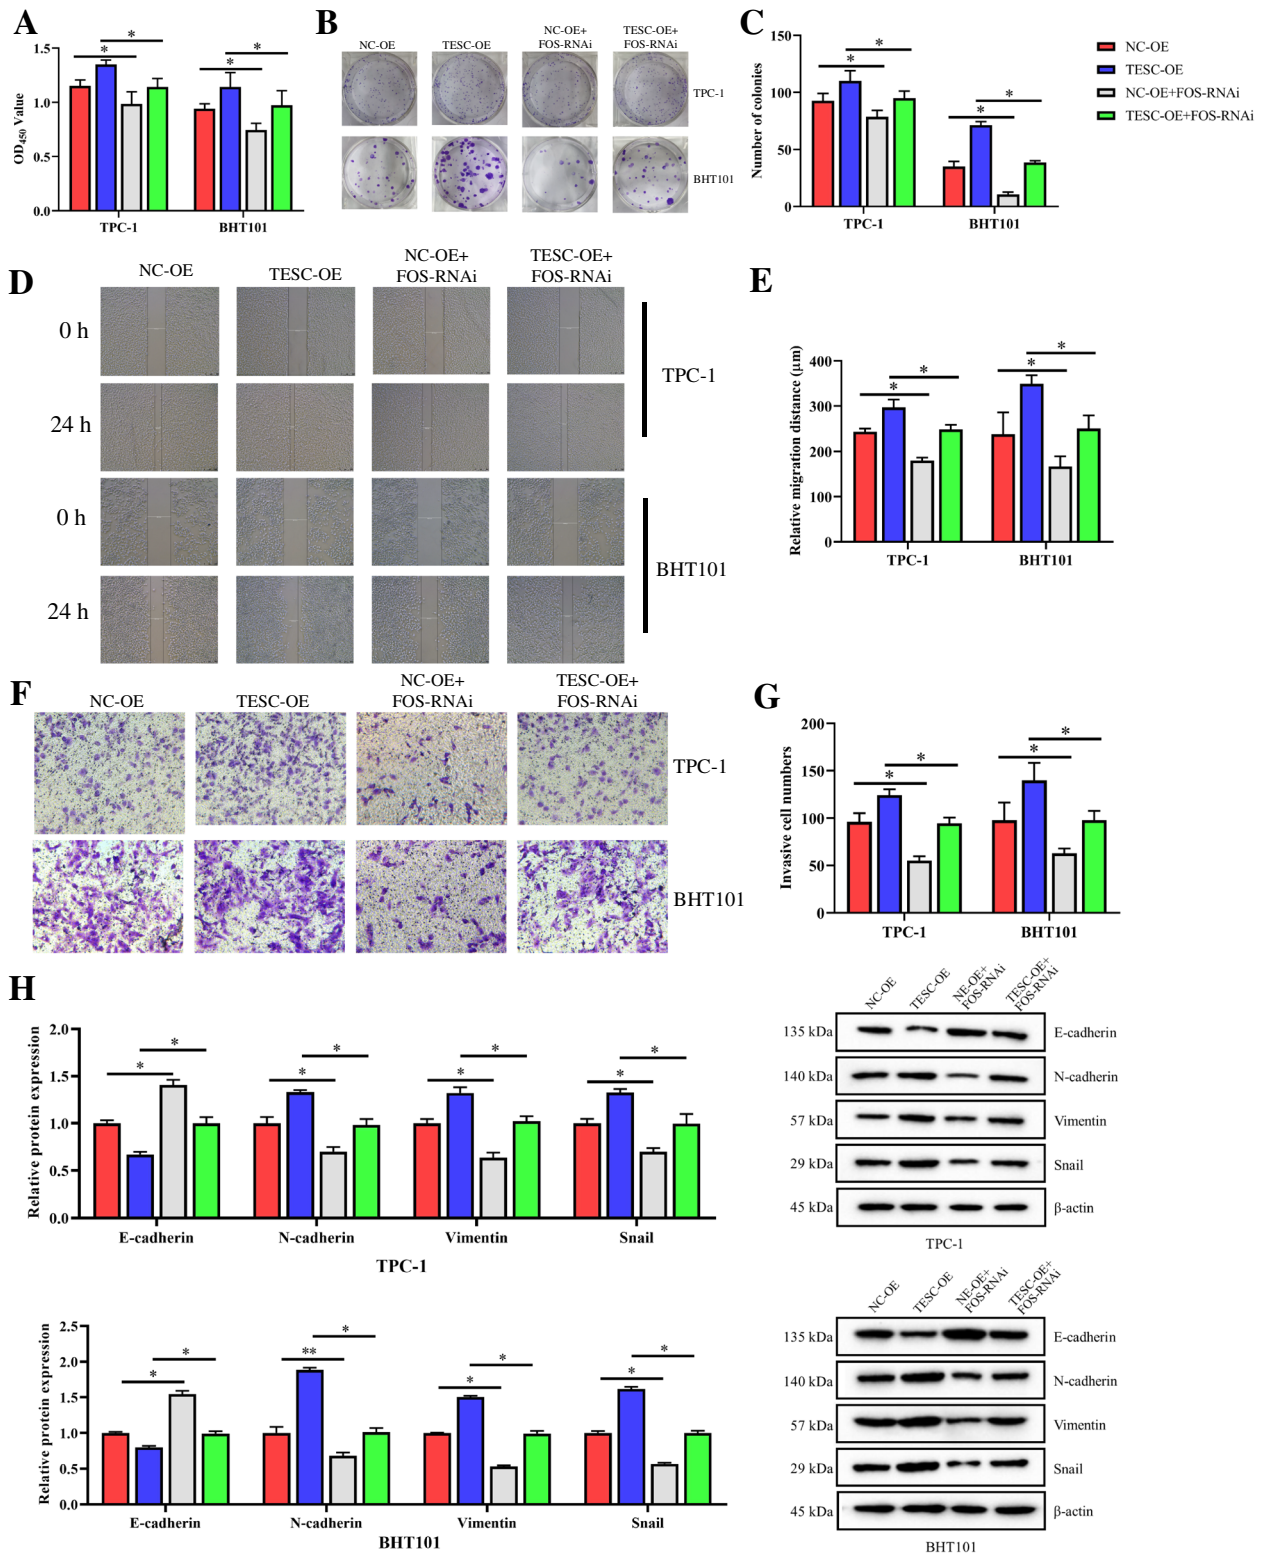 A
OD450 Value
1.5
1.0
0.5
0.0
*
*
*
*
TPC-1
BHT101
B
NC-OE
TESC-OE
NC-OE+
FOS-RNAi
TESC-OE+
FOS-RNAi
TPC-1
BHT101
C
Number of colonies
150
100
50
0
*
*
*
*
TPC-1
BHT101
NC-OE
TESC-OE
NC-OE+FOS-RNAi
TESC-OE+FOS-RNAi
D
NC-OE
TESC-OE
NC-OE+
FOS-RNAi
TESC-OE+
FOS-RNAi
0 h
24 h
TPC-1
0 h
24 h
BHT101
E
Relative migration distance (μm)
400
300
200
100
0
*
*
*
*
TPC-1
BHT101
F
NC-OE
TESC-OE
NC-OE+
FOS-RNAi
TESC-OE+
FOS-RNAi
TPC-1
BHT101
G
Invasive cell numbers
200
150
100
50
0
*
*
*
*
TPC-1
BHT101
H
Relative protein expression
2.0
1.5
1.0
0.5
0.0
*
*
*
*
*
*
*
*
E-cadherin
N-cadherin
Vimentin
Snail
TPC-1
NC-OE
TESC-OE
NE-OE+
FOS-RNAi
TESC-OE+
FOS-RNAi
135 kDa
E-cadherin
140 kDa
N-cadherin
57 kDa
Vimentin
29 kDa
Snail
45 kDa
β-actin
TPC-1
Relative protein expression
2.5
2.0
1.5
1.0
0.5
0.0
*
*
**
*
*
*
*
*
E-cadherin
N-cadherin
Vimentin
Snail
BHT101
NC-OE
TESC-OE
NE-OE+
FOS-RNAi
TESC-OE+
FOS-RNAi
135 kDa
E-cadherin
140 kDa
N-cadherin
57 kDa
Vimentin
29 kDa
Snail
45 kDa
β-actin
BHT101